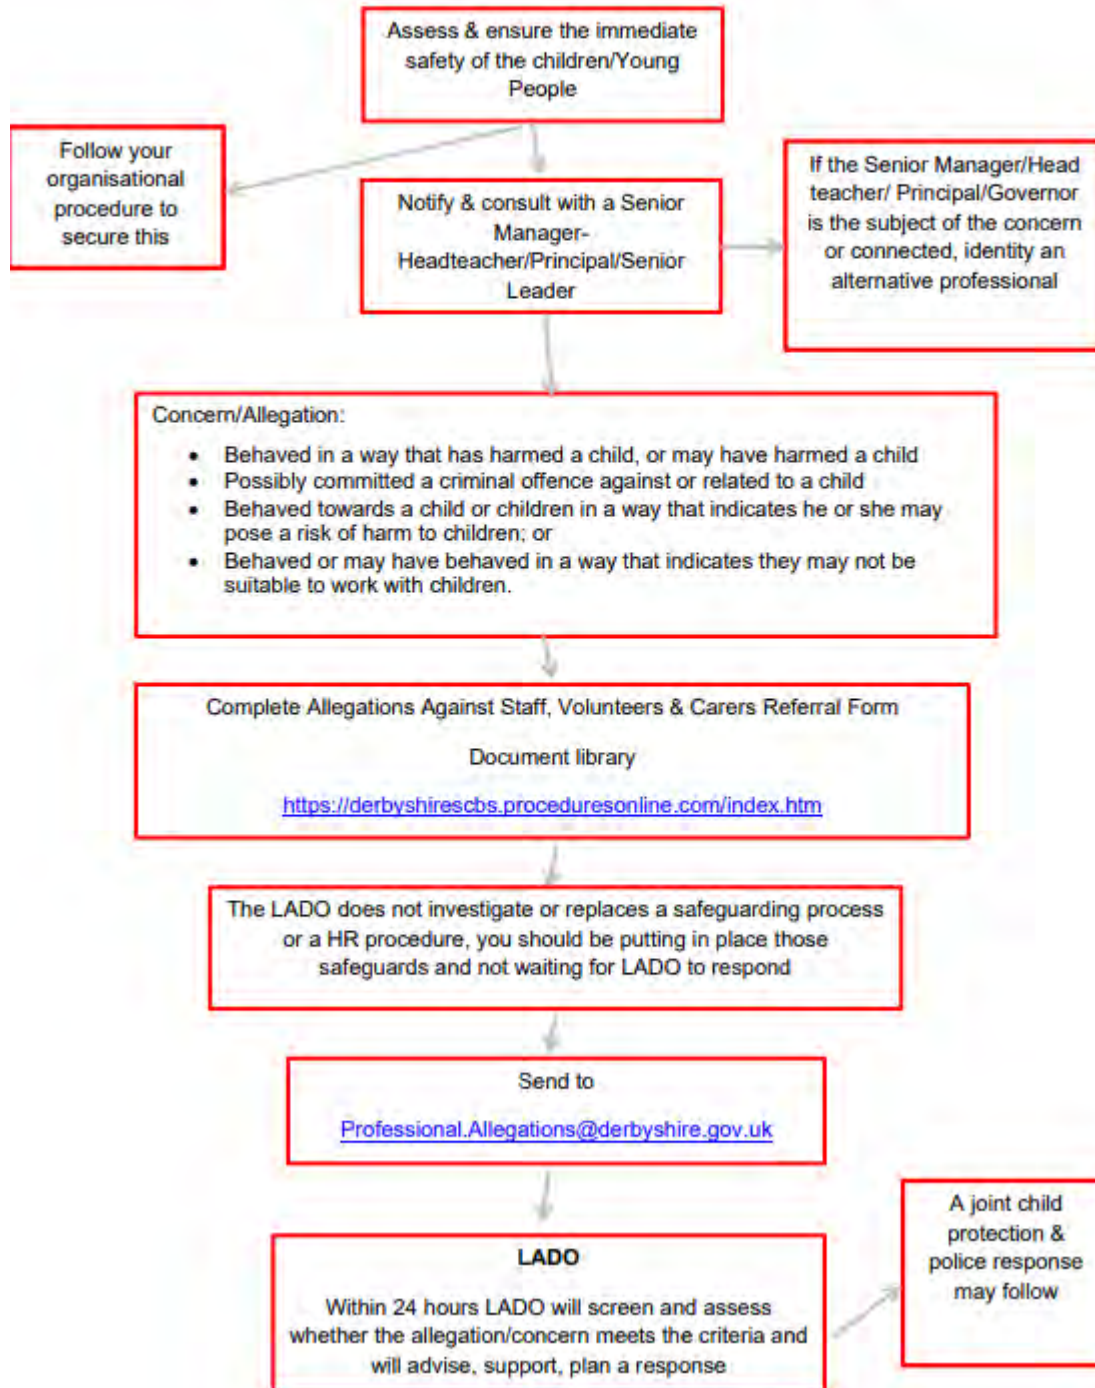 Assess & ensure the immediate
safety of the children/Young
People
Follow your
organisational
procedure to
secure this
Notify & consult with a Senior
Manager-
Headteacher/Principal/Senior
Leader
If the Senior Manager/Head
teacher/ Principal/Governor
is the subject of the concern
or connected, identity an
alternative professional
Concern/Allegation:
• Behaved in a way that has harmed a child, or may have harmed a child
• Possibly committed a criminal offence against or related to a child
• Behaved towards a child or children in a way that indicates he or she may
pose a risk of harm to children; or
• Behaved or may have behaved in a way that indicates they may not be
suitable to work with children.
Complete Allegations Against Staff, Volunteers & Carers Referral Form
Document library
https://derbyshirescbs.proceduresonline.com/index.htm
The LADO does not investigate or replaces a safeguarding process
or a HR procedure, you should be putting in place those
safeguards and not waiting for LADO to respond
Send to
Professional.Allegations@derbyshire.gov.uk
LADO
Within 24 hours LADO will screen and assess
whether the allegation/concern meets the criteria and
will advise, support, plan a response
A joint child
protection &
police response
may follow